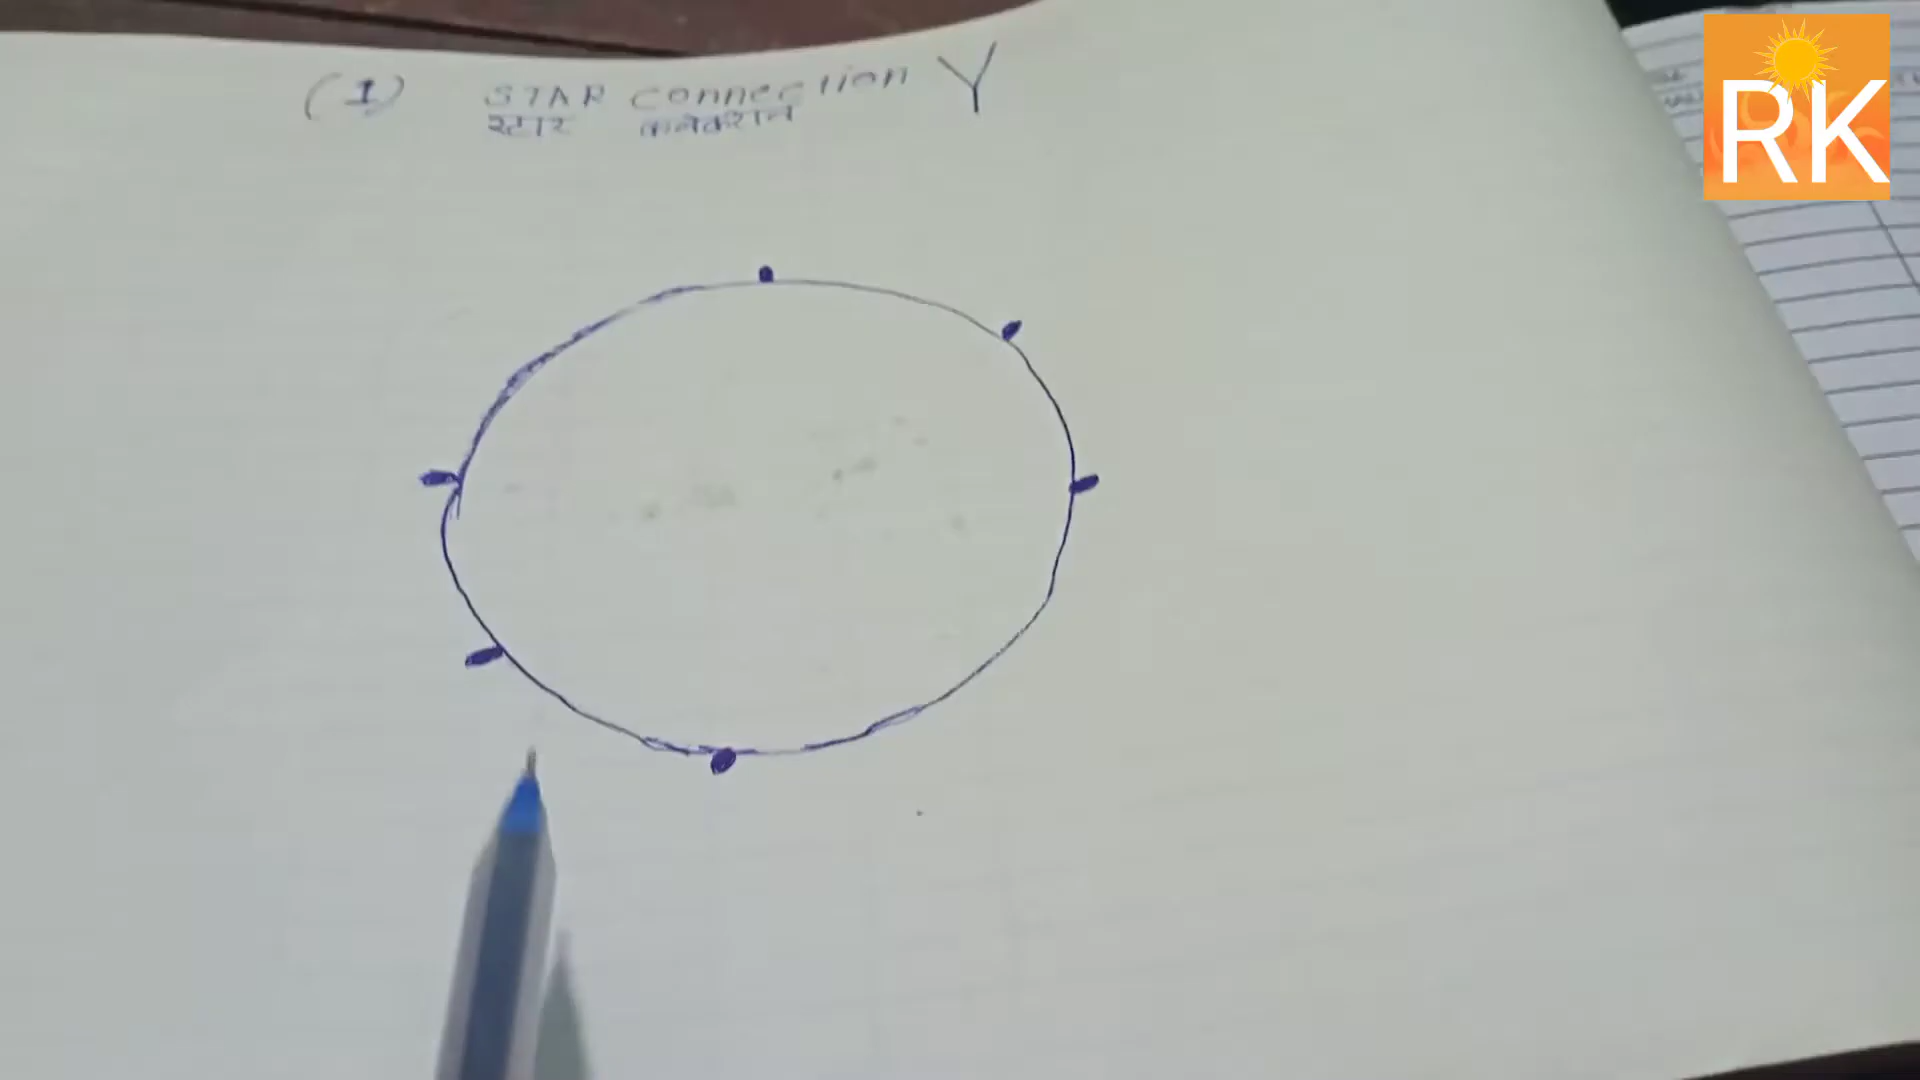 (1) STAR connection Y
स्टार कनेक्शन
RK